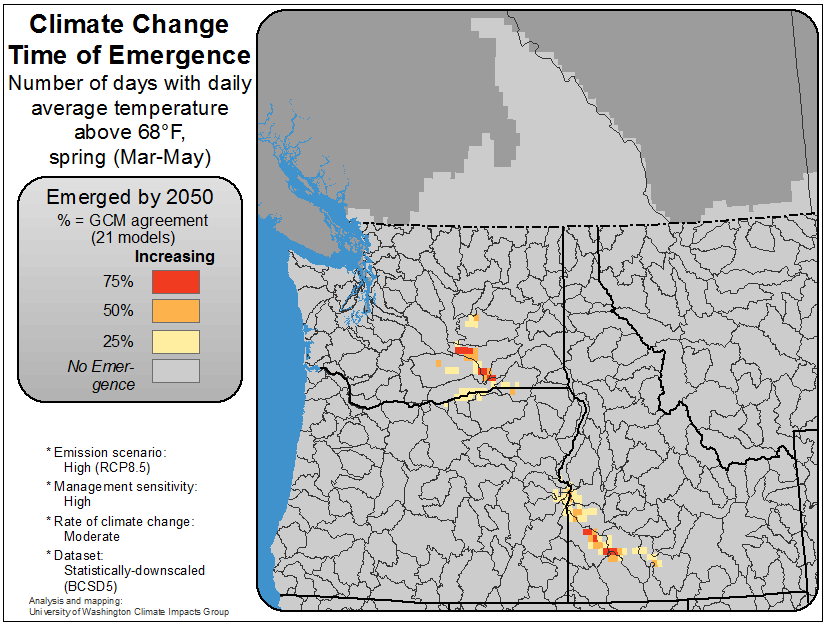 Climate Change
Time of Emergence
Number of days with daily
average temperature
above 68°F,
spring (Mar-May)
Emerged by 2050
% = GCM agreement
(21 models)
Increasing
75%
50%
25%
No Emer-
gence
* Emission scenario:
High (RCP8.5)
* Management sensitivity:
High
* Rate of climate change:
Moderate
* Dataset:
Statistically-downscaled
(BCSD5)
Analysis and mapping:
University of Washington Climate Impacts Group